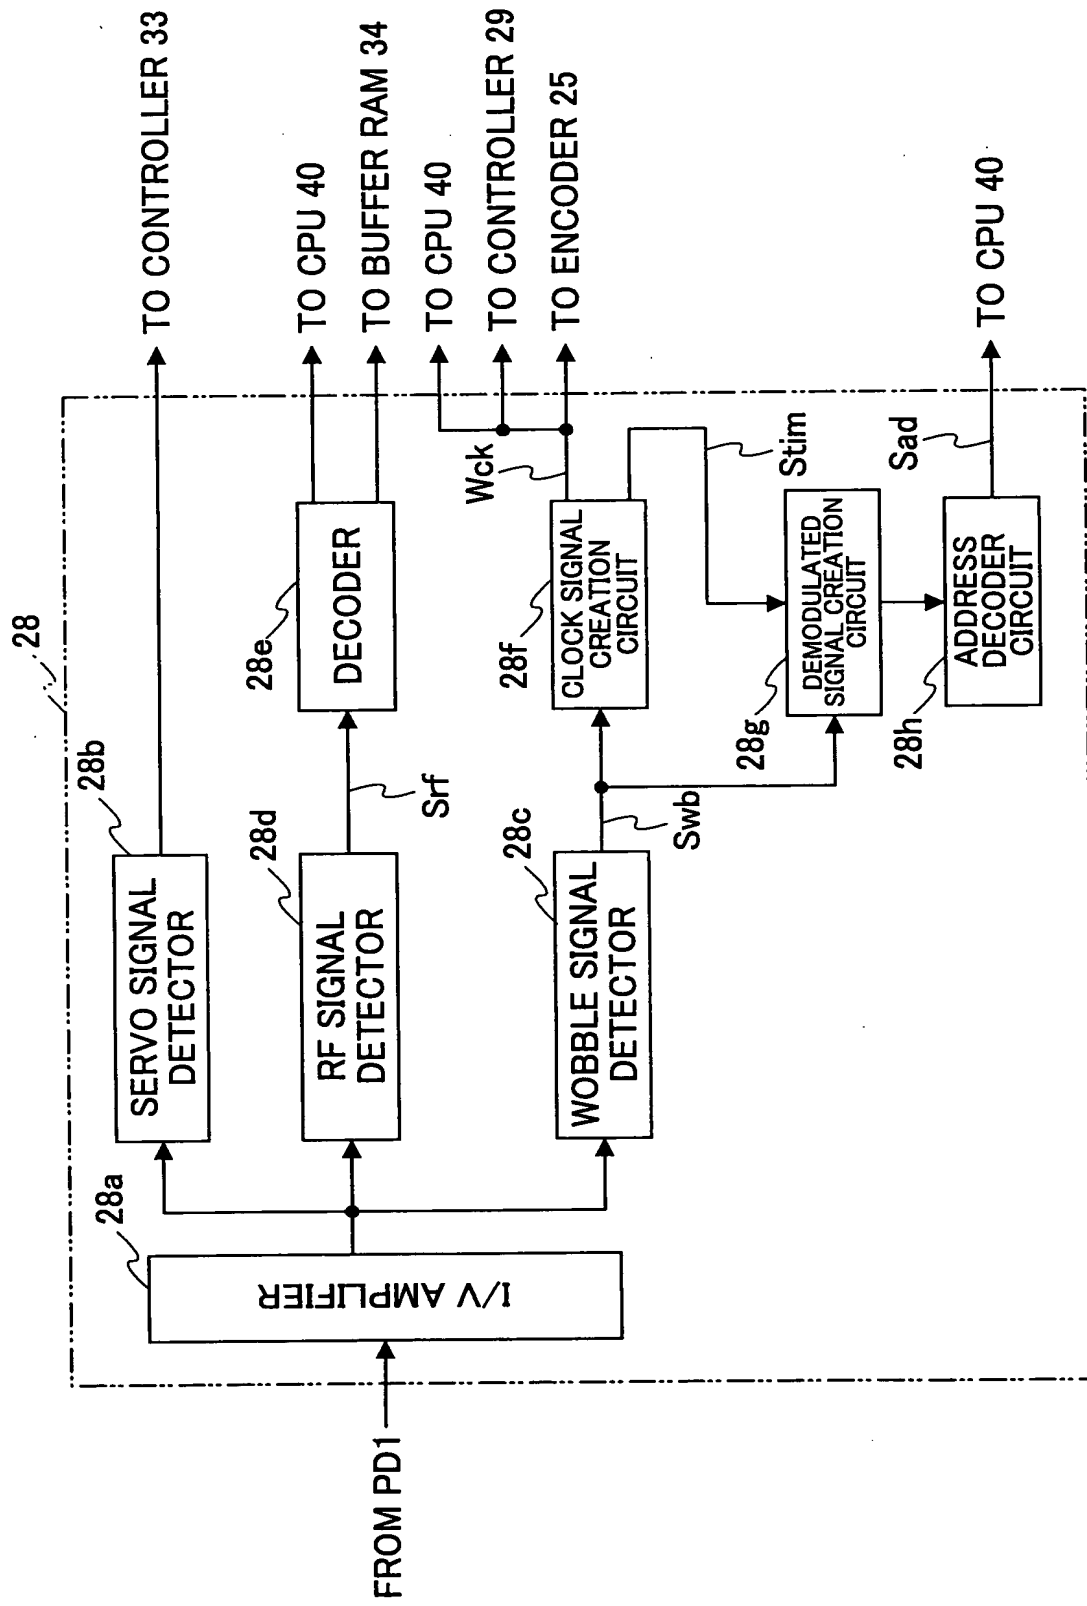 28
FROM PD1
28a
I/V AMPLIFIER
28b
SERVO SIGNAL
DETECTOR
TO CONTROLLER 33
28d
RF SIGNAL
DETECTOR
Srf
28e
DECODER
TO CPU 40
TO BUFFER RAM 34
28c
WOBBLE SIGNAL
DETECTOR
Swb
28f
CLOCK SIGNAL
CREATION
CIRCUIT
Wck
TO CPU 40
TO CONTROLLER 29
TO ENCODER 25
Stim
28g
DEMODULATED
SIGNAL CREATION
CIRCUIT
28h
ADDRESS
DECODER
CIRCUIT
Sad
TO CPU 40